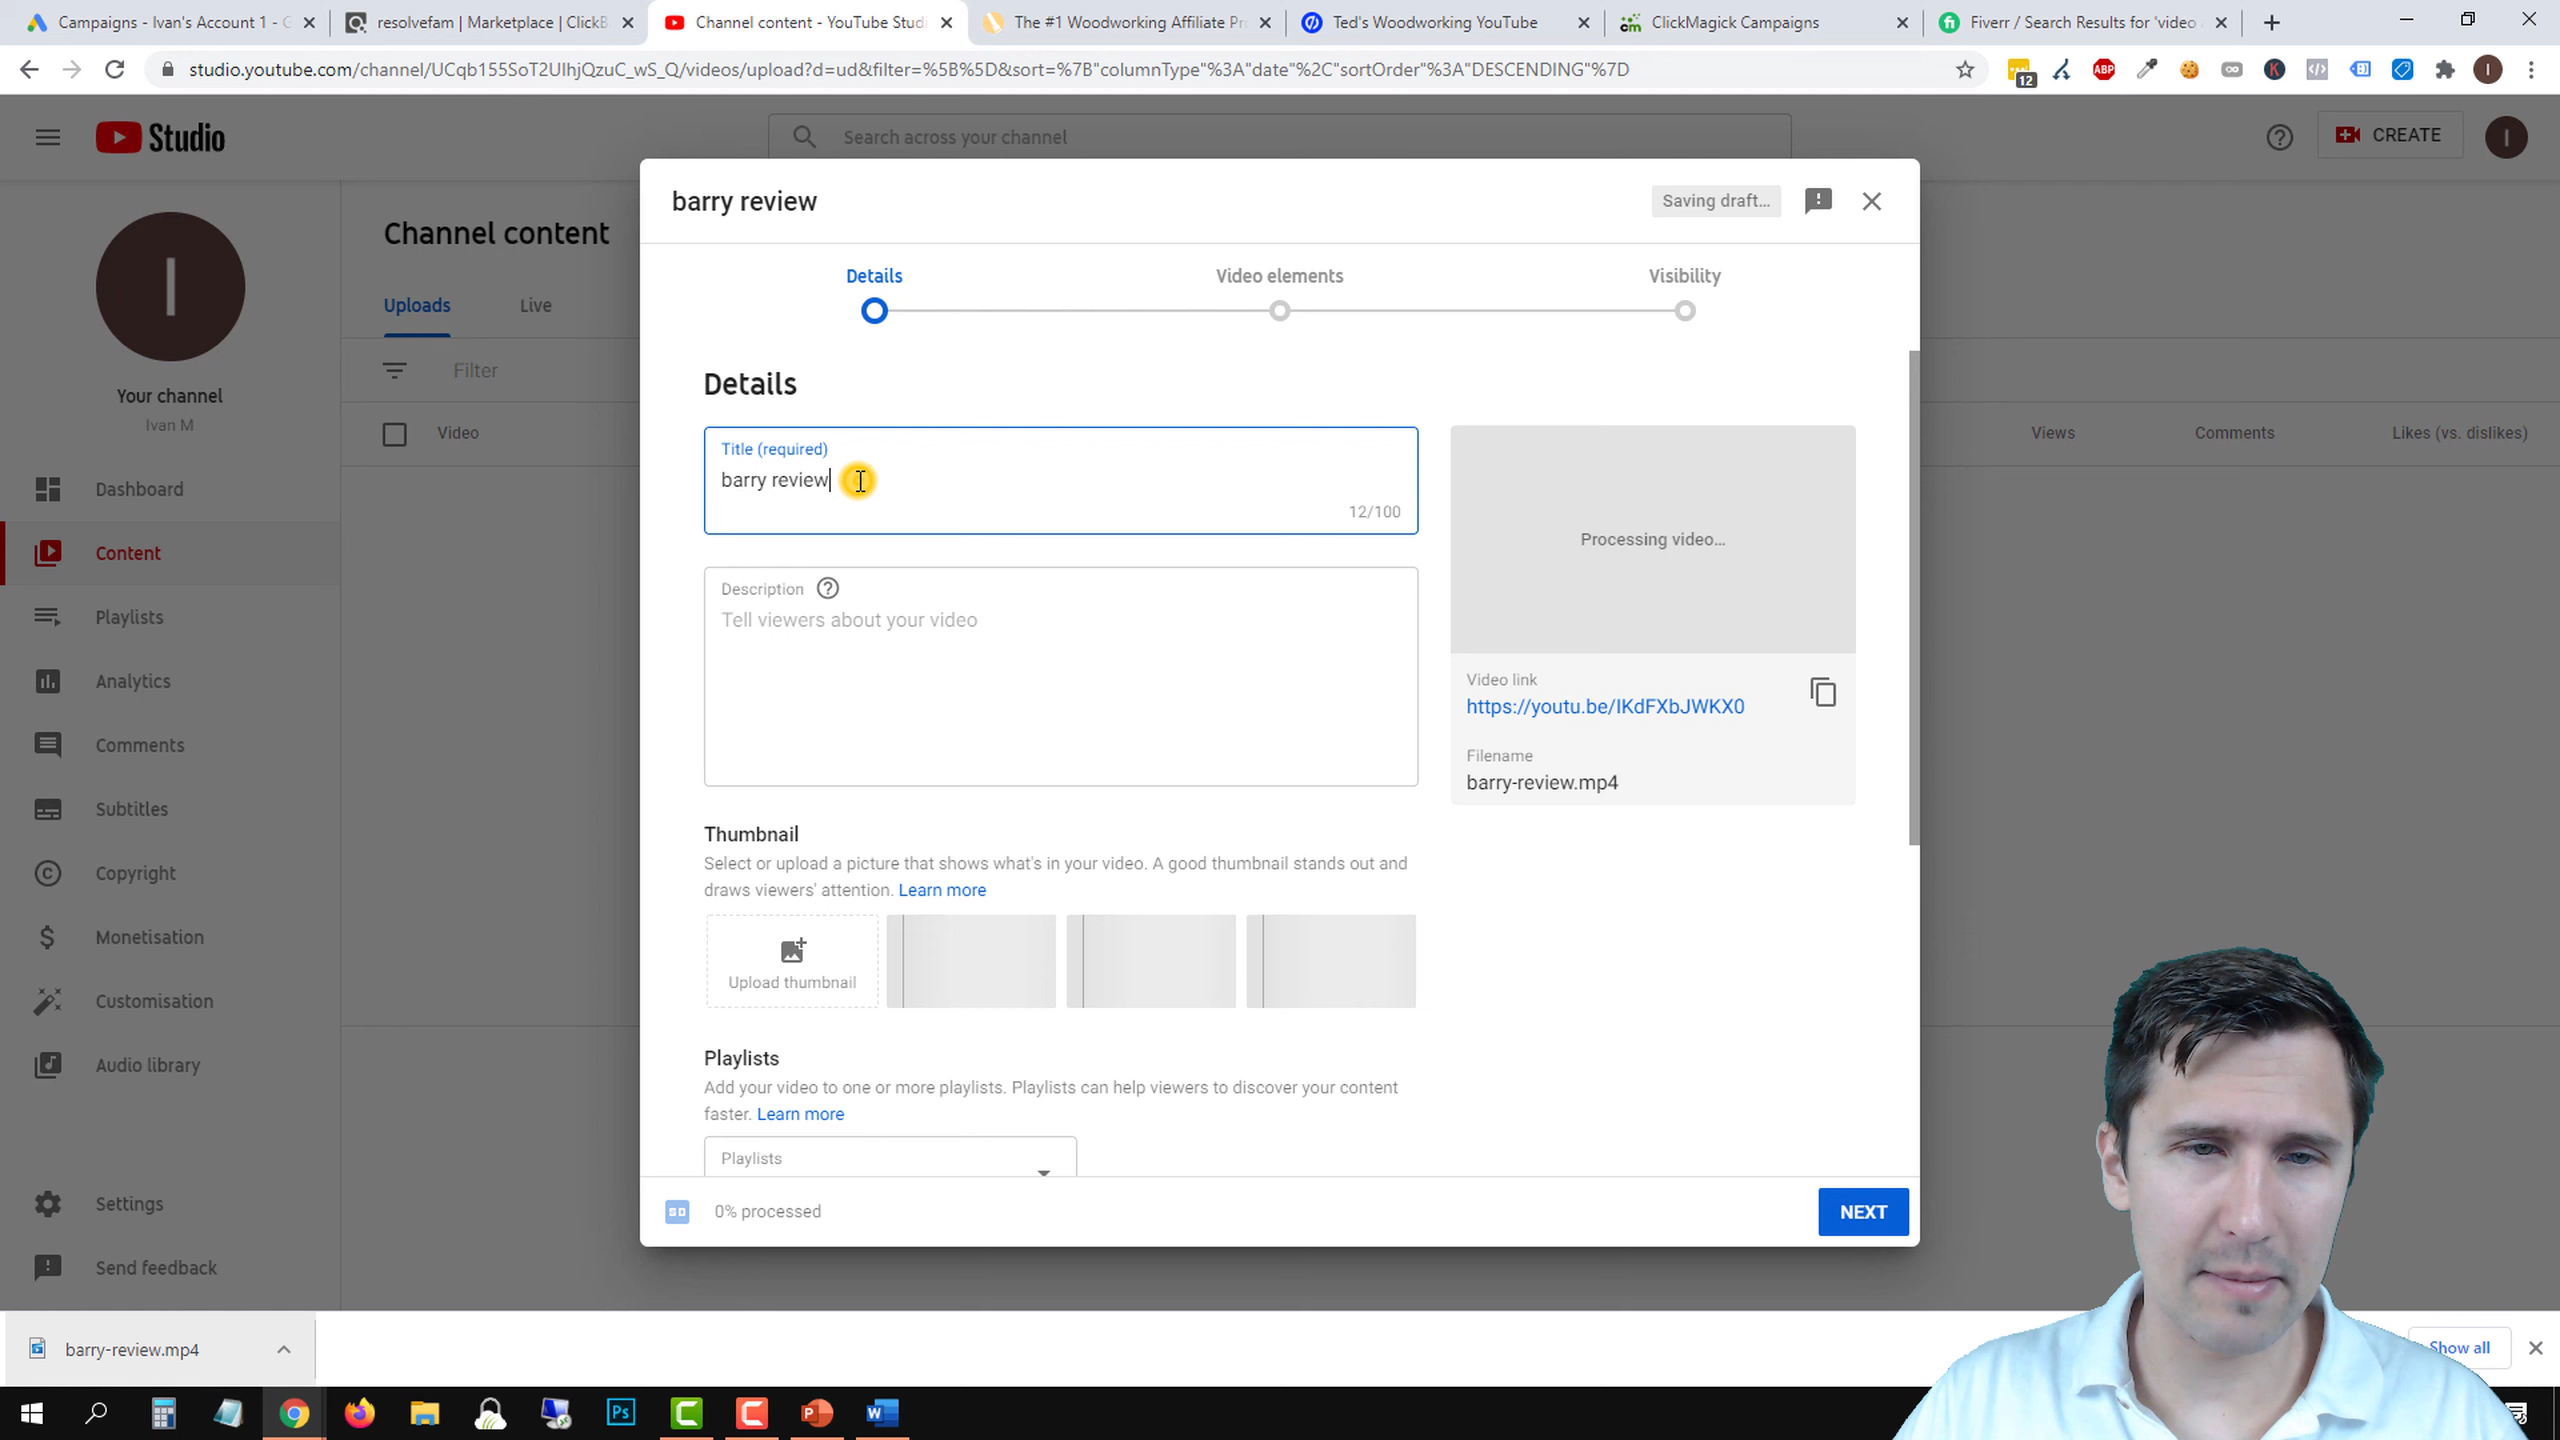 Campaigns - Ivan's Account 1 - G
resolvefam | Marketplace | ClickB
Channel content - YouTube Studi
The #1 Woodworking Affiliate Pr
Ted's Woodworking YouTube
ClickMagick Campaigns
Fiverr / Search Results for 'video
studio.youtube.com/channel/UCqb155SoT2UIhjQzuC_wS_Q/videos/upload?d=ud&filter=%5B%5D&sort=%7B"columnType"%3A"date"%2C"sortOrder"%3A"DESCENDING"%7D
ABP
12
I
Studio
Search across your channel
CREATE
I
I
Your channel
Ivan M
Dashboard
Content
Playlists
Analytics
Comments
Subtitles
Copyright
Monetisation
Customisation
Audio library
Settings
Send feedback
Channel content
Uploads
Live
Filter
Video
Views
Comments
Likes (vs. dislikes)
barry review
Saving draft...
Details
Video elements
Visibility
Details
Title (required)
barry review
12/100
Description
Tell viewers about your video
Processing video...
Video link
https://youtu.be/IKdFXbJWKX0
Filename
barry-review.mp4
Thumbnail
Select or upload a picture that shows what's in your video. A good thumbnail stands out and
draws viewers' attention. Learn more
Upload thumbnail
Playlists
Add your video to one or more playlists. Playlists can help viewers to discover your content
faster. Learn more
Playlists
SD
0% processed
NEXT
barry-review.mp4
Show all
Ps